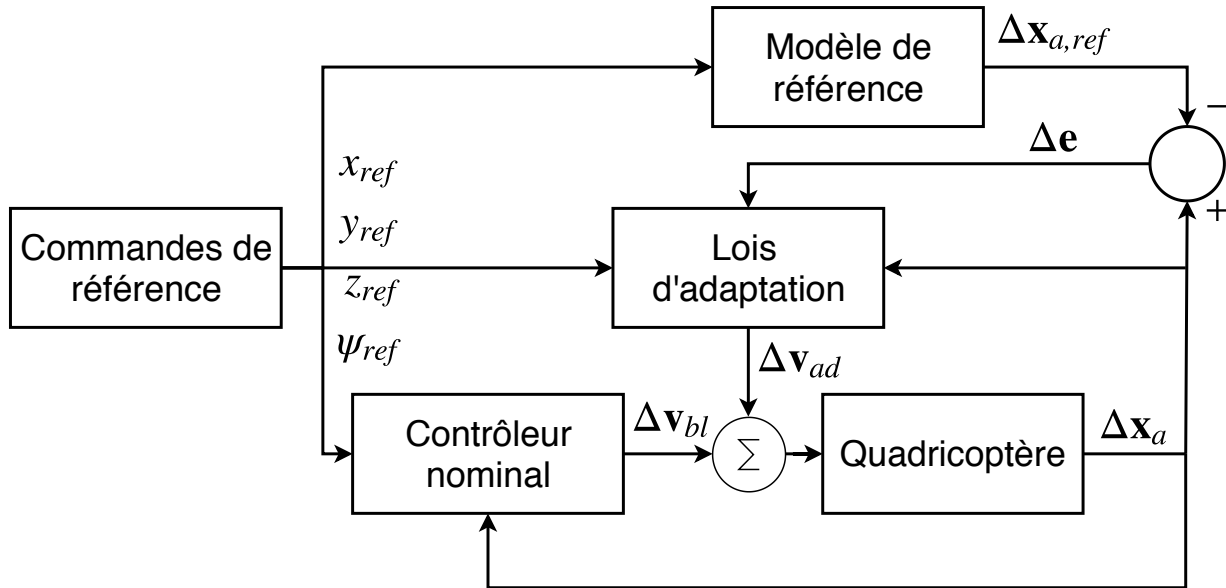 Modèle de
référence
Δx_{a,ref}
−
Δe
+
x_{ref}
y_{ref}
z_{ref}
ψ_{ref}
Commandes de
référence
Lois
d'adaptation
Δv_{ad}
Contrôleur
nominal
Δv_{bl}
Σ
Quadricoptère
Δx_a